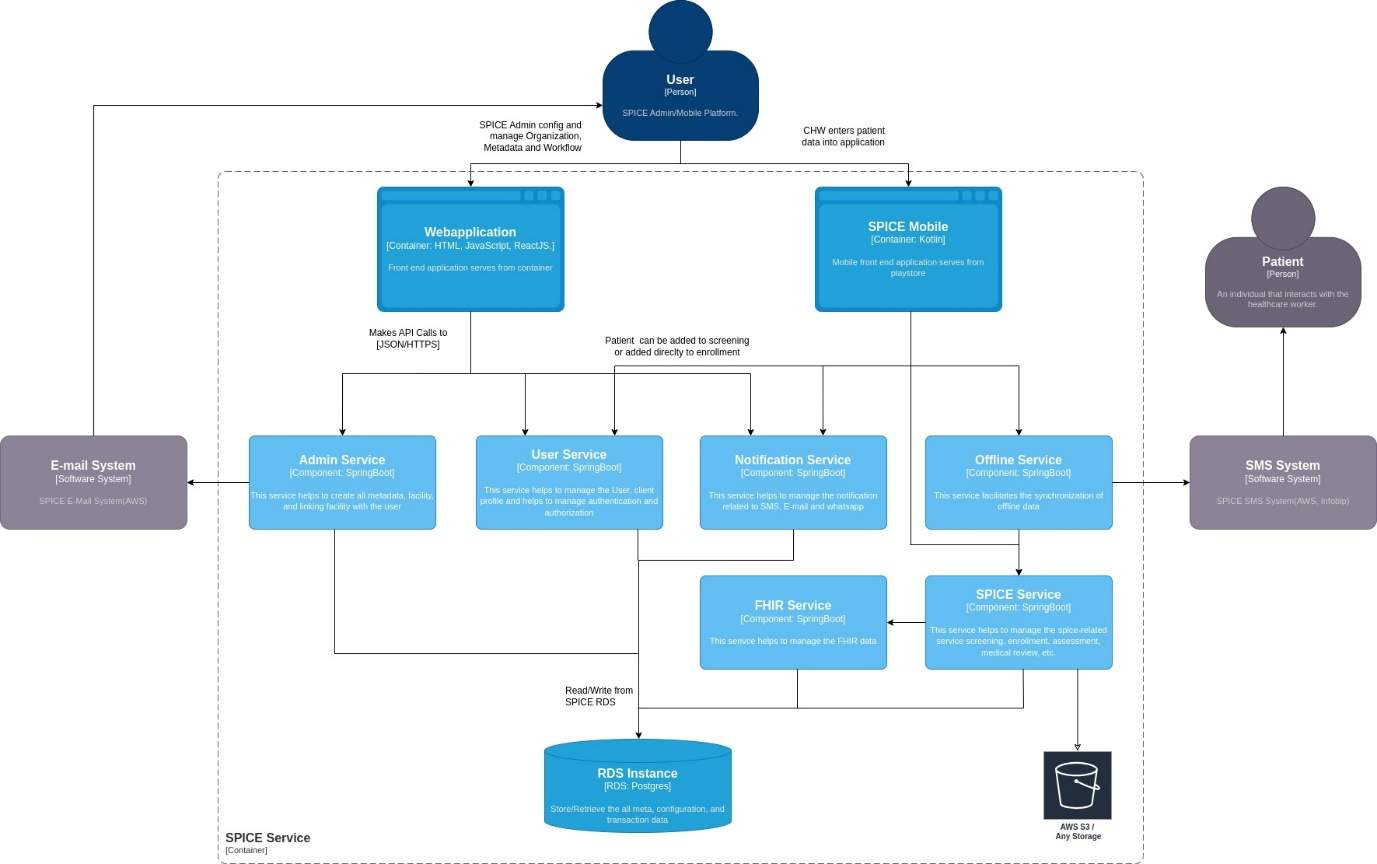 User
[Person]
SPICE Admin/Mobile Platform.
SPICE Admin config and
manage Organization,
Metadata and Workflow
CHW enters patient
data into application
Webapplication
[Container: HTML, JavaScript, ReactJS.]
Front end application serves from container
SPICE Mobile
[Container: Kotlin]
Mobile front end application serves from
playstore
Patient
[Person]
An individual that interacts with the
healthcare worker.
Makes API Calls to
[JSON/HTTPS]
Patient can be added to screening
or added direclty to enrollment
E-mail System
[Software System]
SPICE E-Mail System(AWS)
Admin Service
[Component: SpringBoot]
This service helps to create all metadata, facility,
and linking facility with the user
User Service
[Component: SpringBoot]
This service helps to manage the User, client
profile and helps to manage authentication and
authorization
Notification Service
[Component: SpringBoot]
This service helps to manage the notification
related to SMS, E-mail and whatsapp
Offline Service
[Component: SpringBoot]
This service facilitates the synchronization of
offline data
SMS System
[Software System]
SPICE SMS System(AWS, Infobip)
FHIR Service
[Component: SpringBoot]
This serivce helps to manage the FHIR data
SPICE Service
[Component: SpringBoot]
This service helps to manage the spice-related
service screening, enrollment, assessment,
medical review, etc.
Read/Write from
SPICE RDS
RDS Instance
[RDS: Postgres]
Store/Retrieve the all meta, configuration, and
transaction data
AWS S3 /
Any Storage
SPICE Service
[Container]